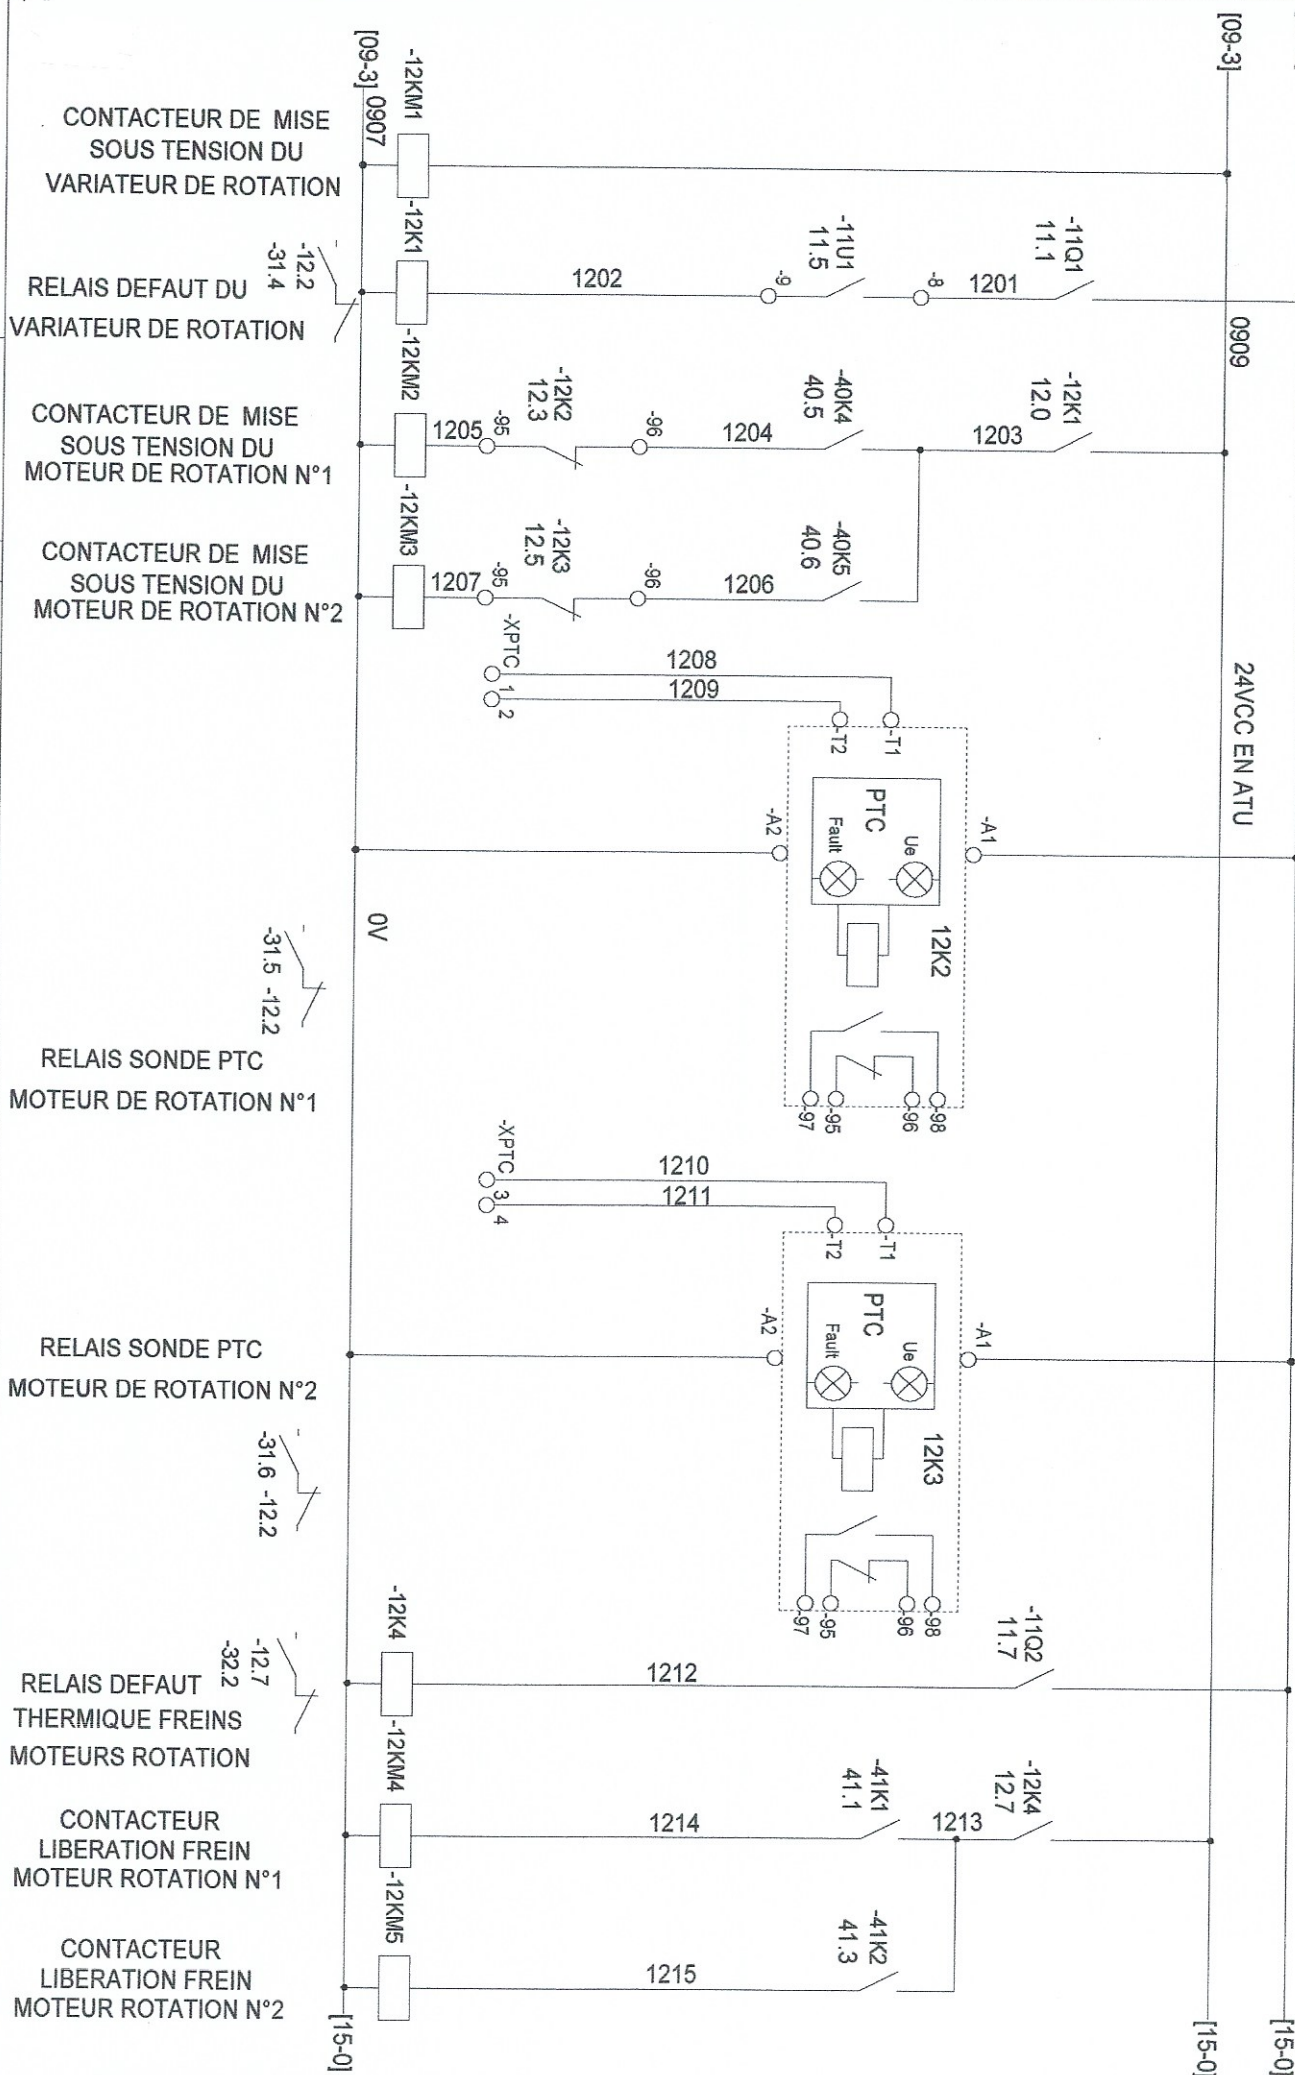 [09-3]
[09-3]
0907
-12KM1
CONTACTEUR DE MISE
SOUS TENSION DU
VARIATEUR DE ROTATION
-12K1
1202
-9
-11U1
11.5
-8
1201
-11Q1
11.1
-12.2
-31.4
RELAIS DEFAUT DU
VARIATEUR DE ROTATION
0909
-12KM2
CONTACTEUR DE MISE
SOUS TENSION DU
MOTEUR DE ROTATION N°1
1205
-95
-12K2
12.3
-96
1204
-40K4
40.5
1203
-12K1
12.0
-12KM3
CONTACTEUR DE MISE
SOUS TENSION DU
MOTEUR DE ROTATION N°2
1207
-95
-12K3
12.5
-96
1206
-40K5
40.6
24VCC EN ATU
-XPTC
1
2
1208
1209
-T2
-T1
PTC
Fault
Ue
-A2
-A1
12K2
-97
-95
-96
-98
0V
-31.5 -12.2
RELAIS SONDE PTC
MOTEUR DE ROTATION N°1
-XPTC
3
4
1210
1211
-T2
-T1
PTC
Fault
Ue
-A2
-A1
12K3
-97
-95
-96
-98
RELAIS SONDE PTC
MOTEUR DE ROTATION N°2
-31.6 -12.2
-12K4
1212
-11Q2
11.7
-12.7
-32.2
RELAIS DEFAUT
THERMIQUE FREINS
MOTEURS ROTATION
-12KM4
1214
-41K1
41.1
1213
-12K4
12.7
CONTACTEUR
LIBERATION FREIN
MOTEUR ROTATION N°1
-12KM5
1215
-41K2
41.3
CONTACTEUR
LIBERATION FREIN
MOTEUR ROTATION N°2
[15-0]
[15-0]
[15-0]